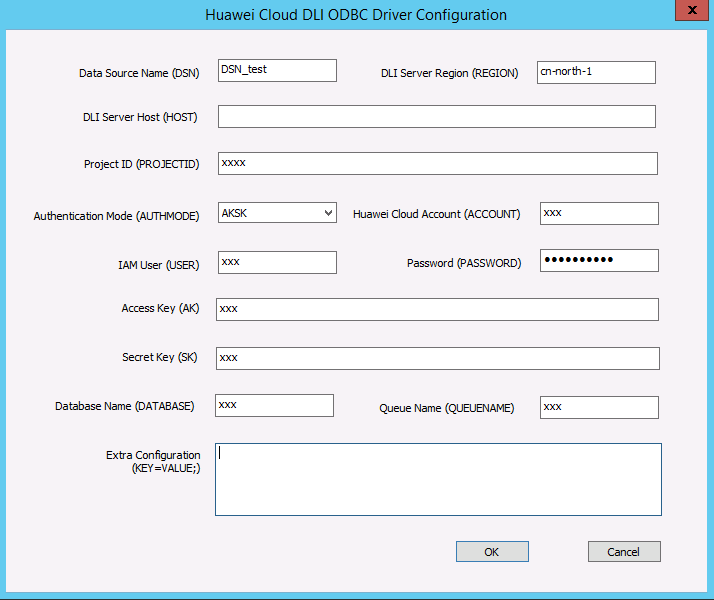 Huawei Cloud DLI ODBC Driver Configuration
x
Data Source Name (DSN) DSN_test DLI Server Region (REGION) cn-north-1
DLI Server Host (HOST)
Project ID (PROJECTID) xxxx
Authentication Mode (AUTHMODE) AKSK Huawei Cloud Account (ACCOUNT) xxx
IAM User (USER) xxx Password (PASSWORD) ••••••••••
Access Key (AK) xxx
Secret Key (SK) xxx
Database Name (DATABASE) xxx Queue Name (QUEUENAME) xxx
Extra Configuration
(KEY=VALUE;)
OK Cancel